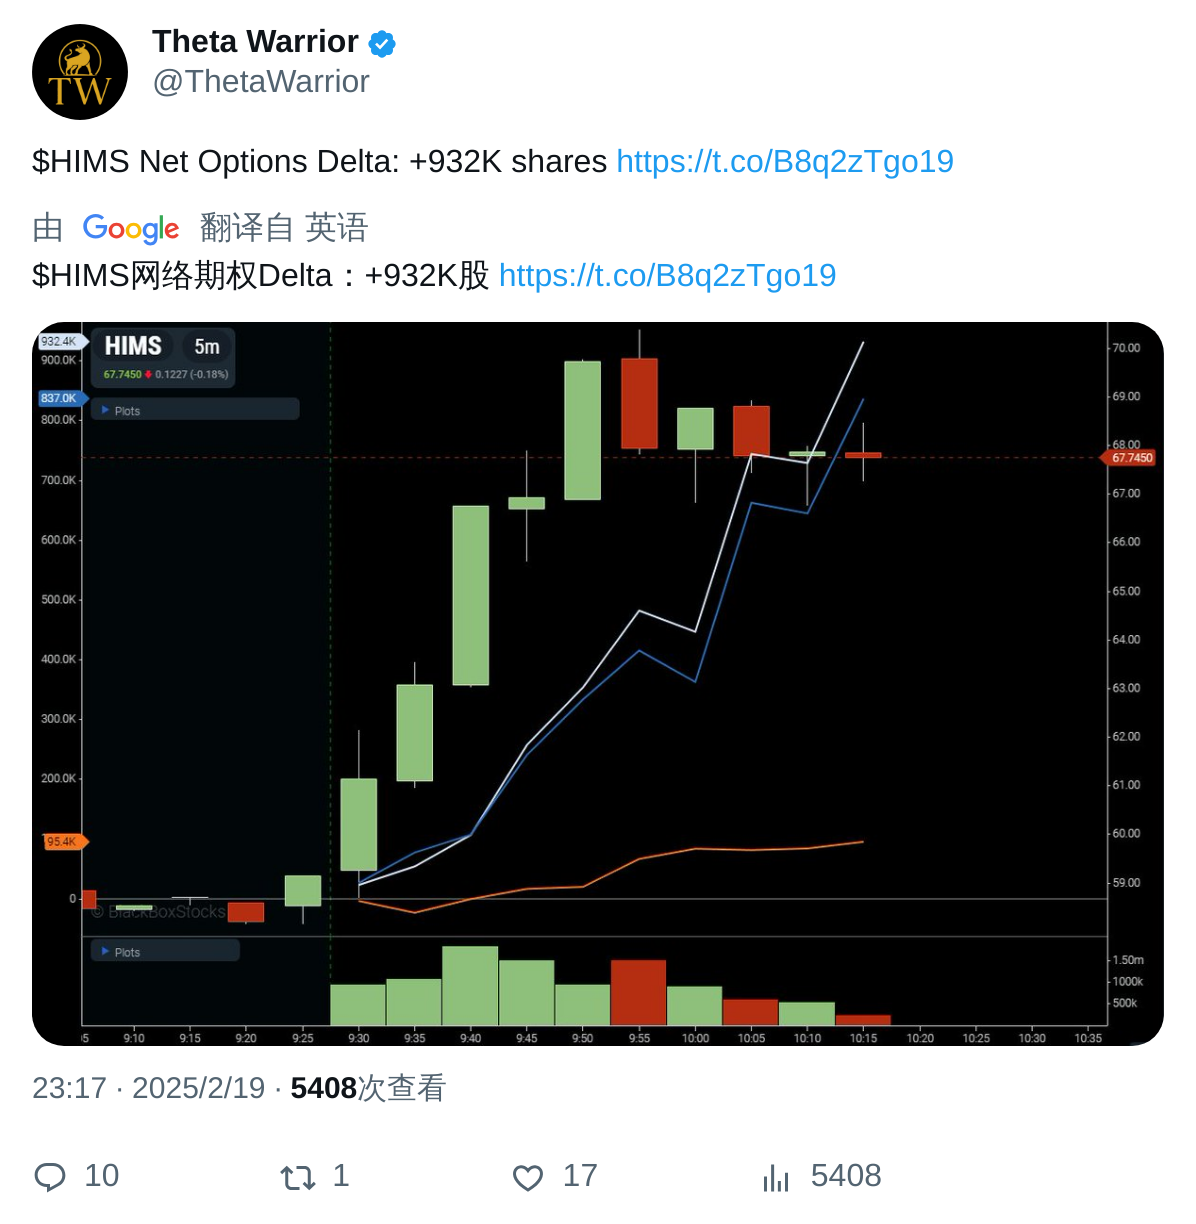 Theta Warrior
@ThetaWarrior
TW
$HIMS Net Options Delta: +932K shares https://t.co/B8q2zTgo19
由 Google 翻译自 英语
$HIMS网络期权Delta：+932K股 https://t.co/B8q2zTgo19
HIMS 5m
67.7450 0.1227 (-0.18%)
Plots
932.4K
900.0K
837.0K
800.0K
700.0K
600.0K
500.0K
400.0K
300.0K
200.0K
95.4K
0
70.00
69.00
68.00
67.7450
67.00
66.00
65.00
64.00
63.00
62.00
61.00
60.00
59.00
© BlackBoxStocks
Plots
1.50m
1000k
500k
9:10 9:15 9:20 9:25 9:30 9:35 9:40 9:45 9:50 9:55 10:00 10:05 10:10 10:15 10:20 10:25 10:30 10:35
23:17 · 2025/2/19 · 5408次查看
10 1 17 5408